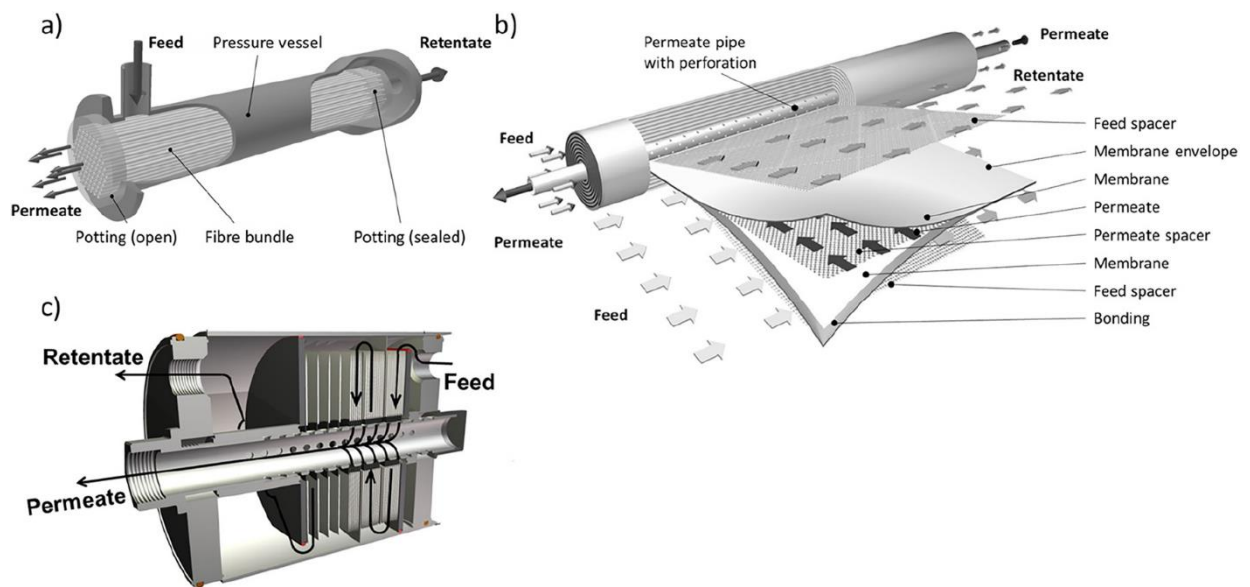 a)
Feed
Pressure vessel
Retentate
Permeate
Potting (open)
Fibre bundle
Potting (sealed)
b)
Permeate pipe
with perforation
Permeate
Retentate
Feed
Permeate
Feed
Feed spacer
Membrane envelope
Membrane
Permeate
Permeate spacer
Membrane
Feed spacer
Bonding
c)
Retentate
Feed
Permeate